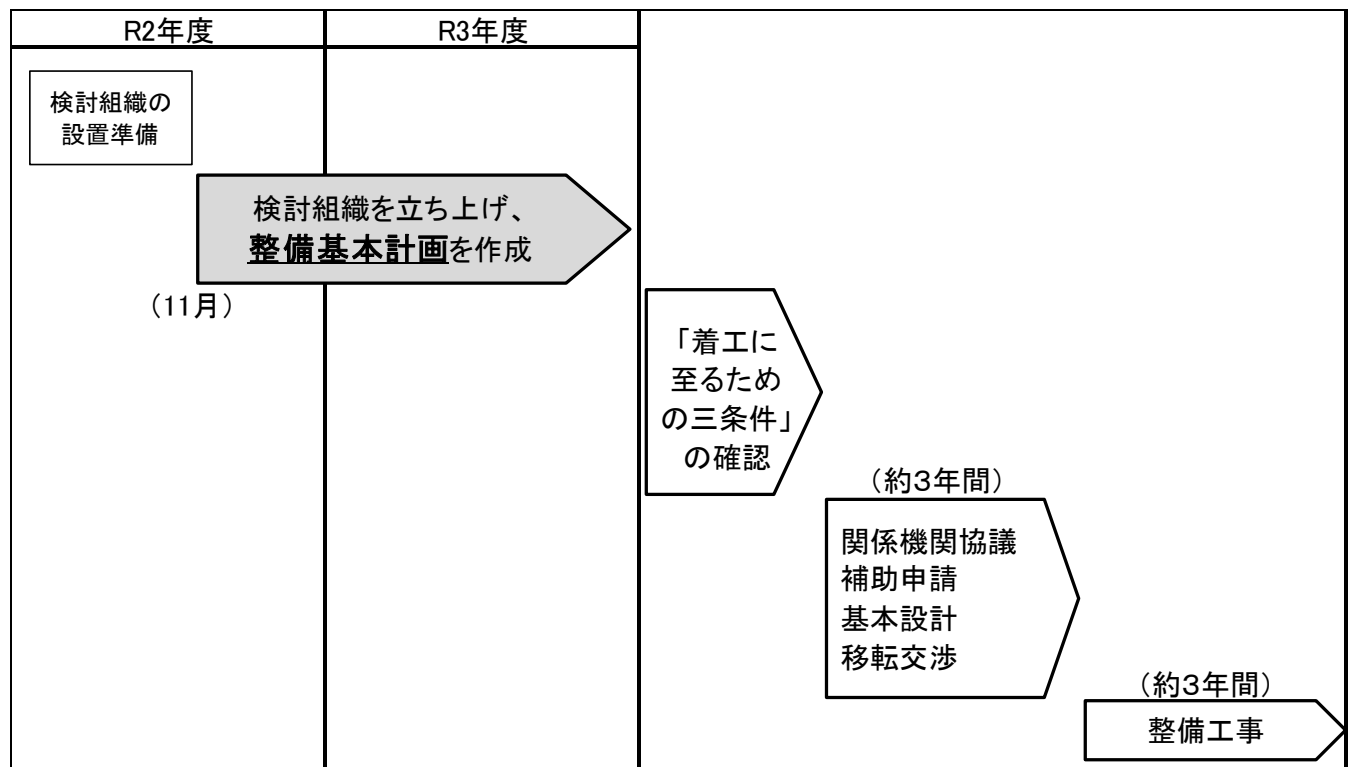 R2年度
R3年度
検討組織の
設置準備
検討組織を立ち上げ、
整備基本計画を作成
（11月）
「着工に
至るため
の三条件」
の確認
（約３年間）
関係機関協議
補助申請
基本設計
移転交渉
（約３年間）
整備工事